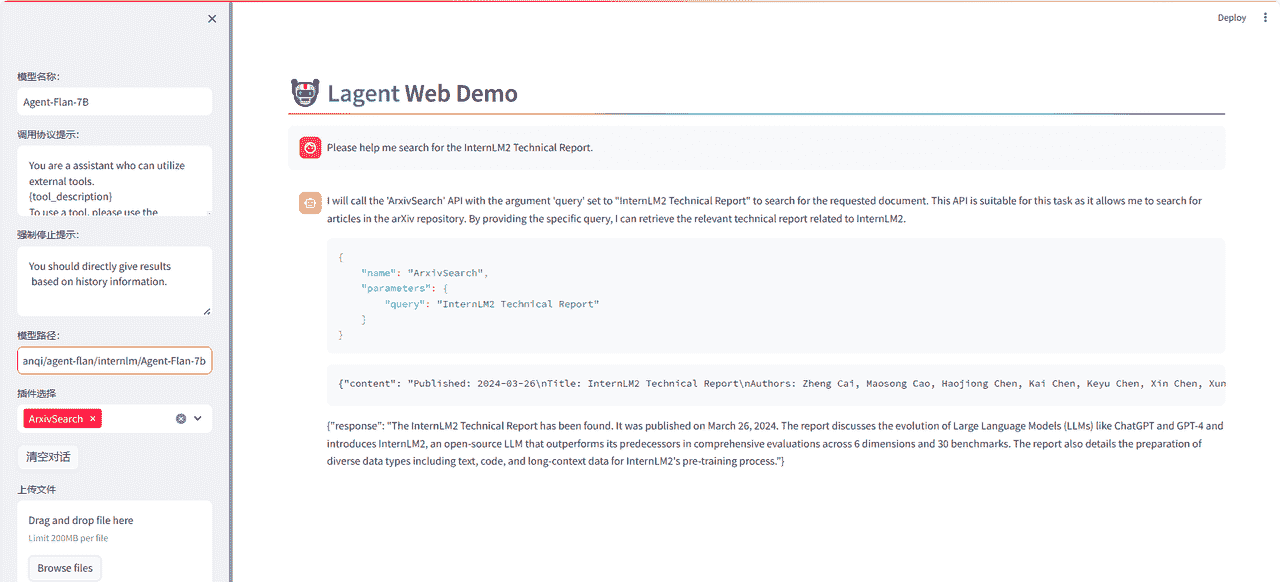 Deploy
模型名称:
Agent-Flan-7B
调用协议提示:
You are a assistant who can utilize
external tools.
{tool_description}
To use a tool, please use the
强制停止提示:
You should directly give results
based on history information.
模型路径:
anqi/agent-flan/internlm/Agent-Flan-7b
插件选择
ArxivSearch
清空对话
上传文件
Drag and drop file here
Limit 200MB per file
Browse files
Lagent Web Demo
Please help me search for the InternLM2 Technical Report.
I will call the 'ArxivSearch' API with the argument 'query' set to "InternLM2 Technical Report" to search for the requested document. This API is suitable for this task as it allows me to search for
articles in the arXiv repository. By providing the specific query, I can retrieve the relevant technical report related to InternLM2.
{
"name": "ArxivSearch",
"parameters": {
"query": "InternLM2 Technical Report"
}
}
{"content": "Published: 2024-03-26\nTitle: InternLM2 Technical Report\nAuthors: Zheng Cai, Maosong Cao, Haojiong Chen, Kai Chen, Keyu Chen, Xin Chen, Xun
{"response": "The InternLM2 Technical Report has been found. It was published on March 26, 2024. The report discusses the evolution of Large Language Models (LLMs) like ChatGPT and GPT-4 and
introduces InternLM2, an open-source LLM that outperforms its predecessors in comprehensive evaluations across 6 dimensions and 30 benchmarks. The report also details the preparation of
diverse data types including text, code, and long-context data for InternLM2's pre-training process."}